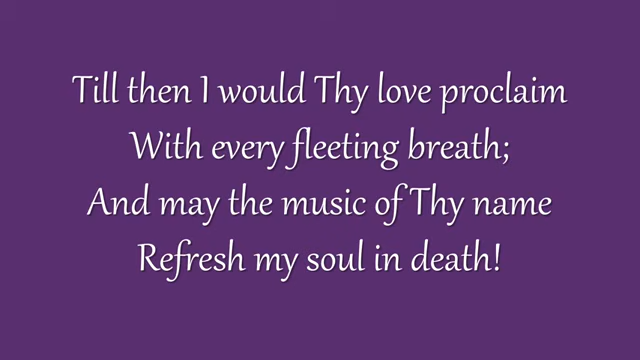 Till then I would Thy love proclaim
With every fleeting breath;
And may the music of Thy name
Refresh my soul in death!